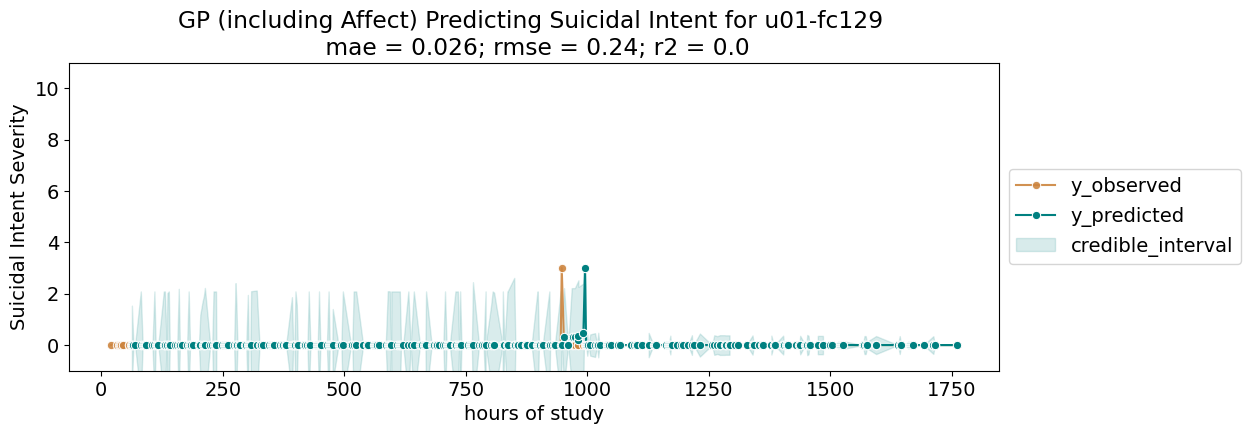 GP (including Affect) Predicting Suicidal Intent for u01-fc129
mae = 0.026; rmse = 0.24; r2 = 0.0
Suicidal Intent Severity
10
8
6
4
2
0
0 250 500 750 1000 1250 1500 1750
hours of study
y_observed
y_predicted
credible_interval